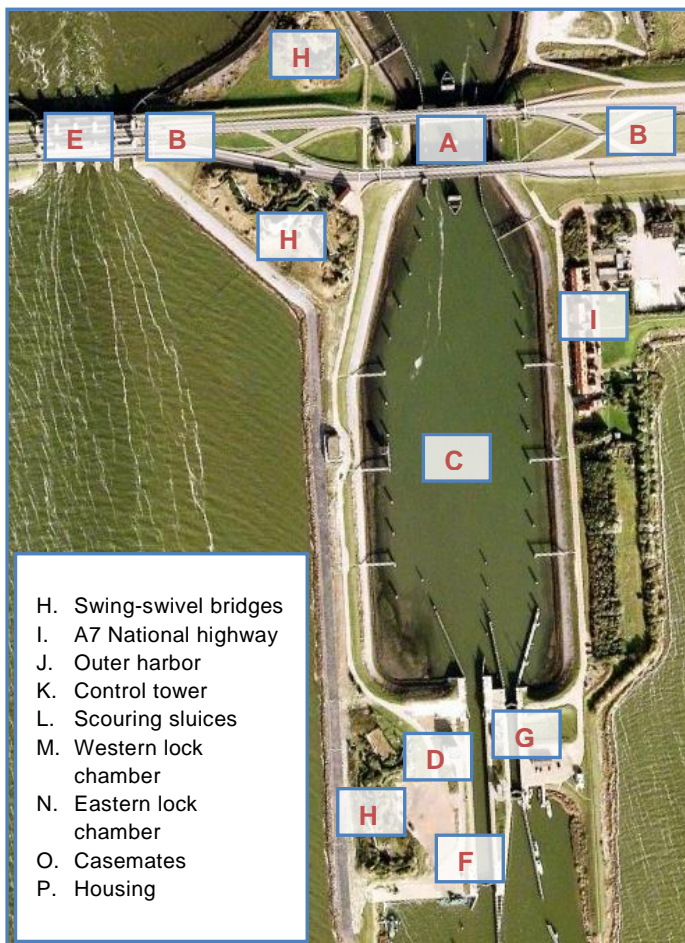 H
E
B
A
B
H
I
C
G
D
H
F
H. Swing-swivel bridges
I. A7 National highway
J. Outer harbor
K. Control tower
L. Scouring sluices
M. Western lock
chamber
N. Eastern lock
chamber
O. Casemates
P. Housing